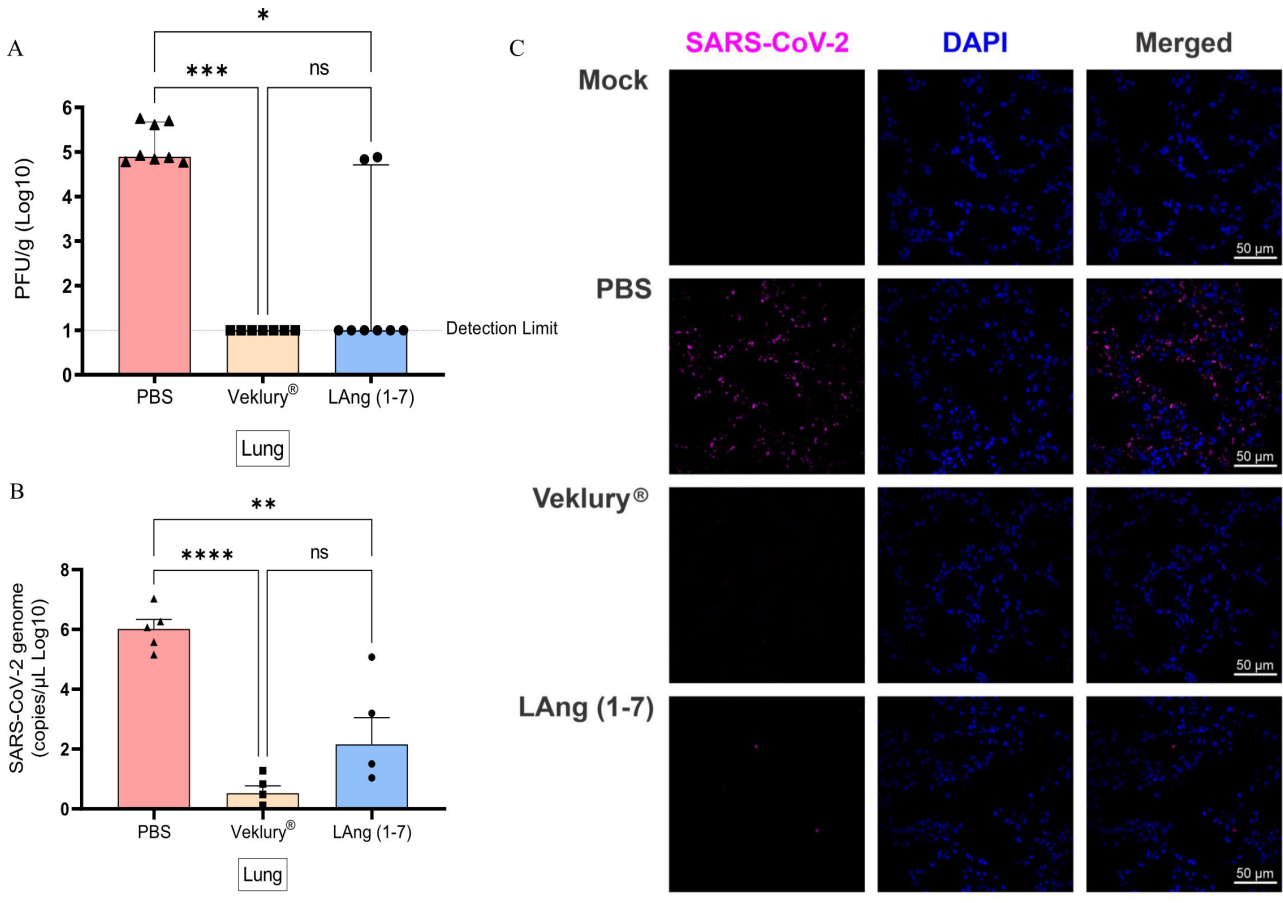 A
*
***
ns
PFU/g (Log10)
6
5
4
3
2
1
0
Detection Limit
PBS
Veklury®
LAng (1-7)
Lung
B
**
****
ns
SARS-CoV-2 genome
(copies/µL Log10)
8
6
4
2
0
PBS
Veklury®
LAng (1-7)
Lung
C
SARS-CoV-2
DAPI
Merged
Mock
50 µm
PBS
50 µm
Veklury®
50 µm
LAng (1-7)
50 µm